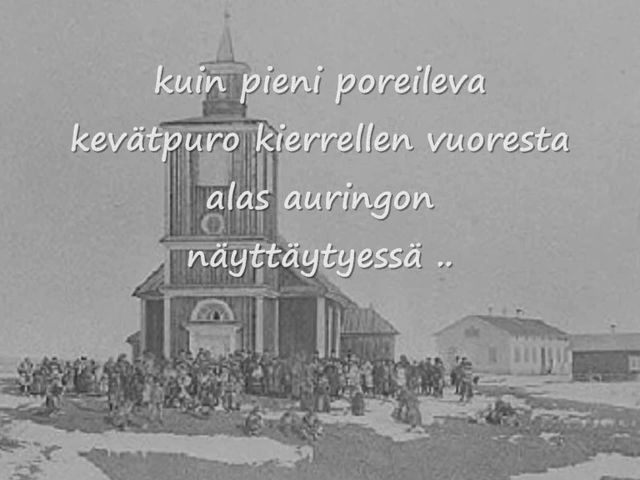 kuin pieni poreileva
kevätpuro kierrellen vuoresta
alas auringon
näyttäytyessä ..